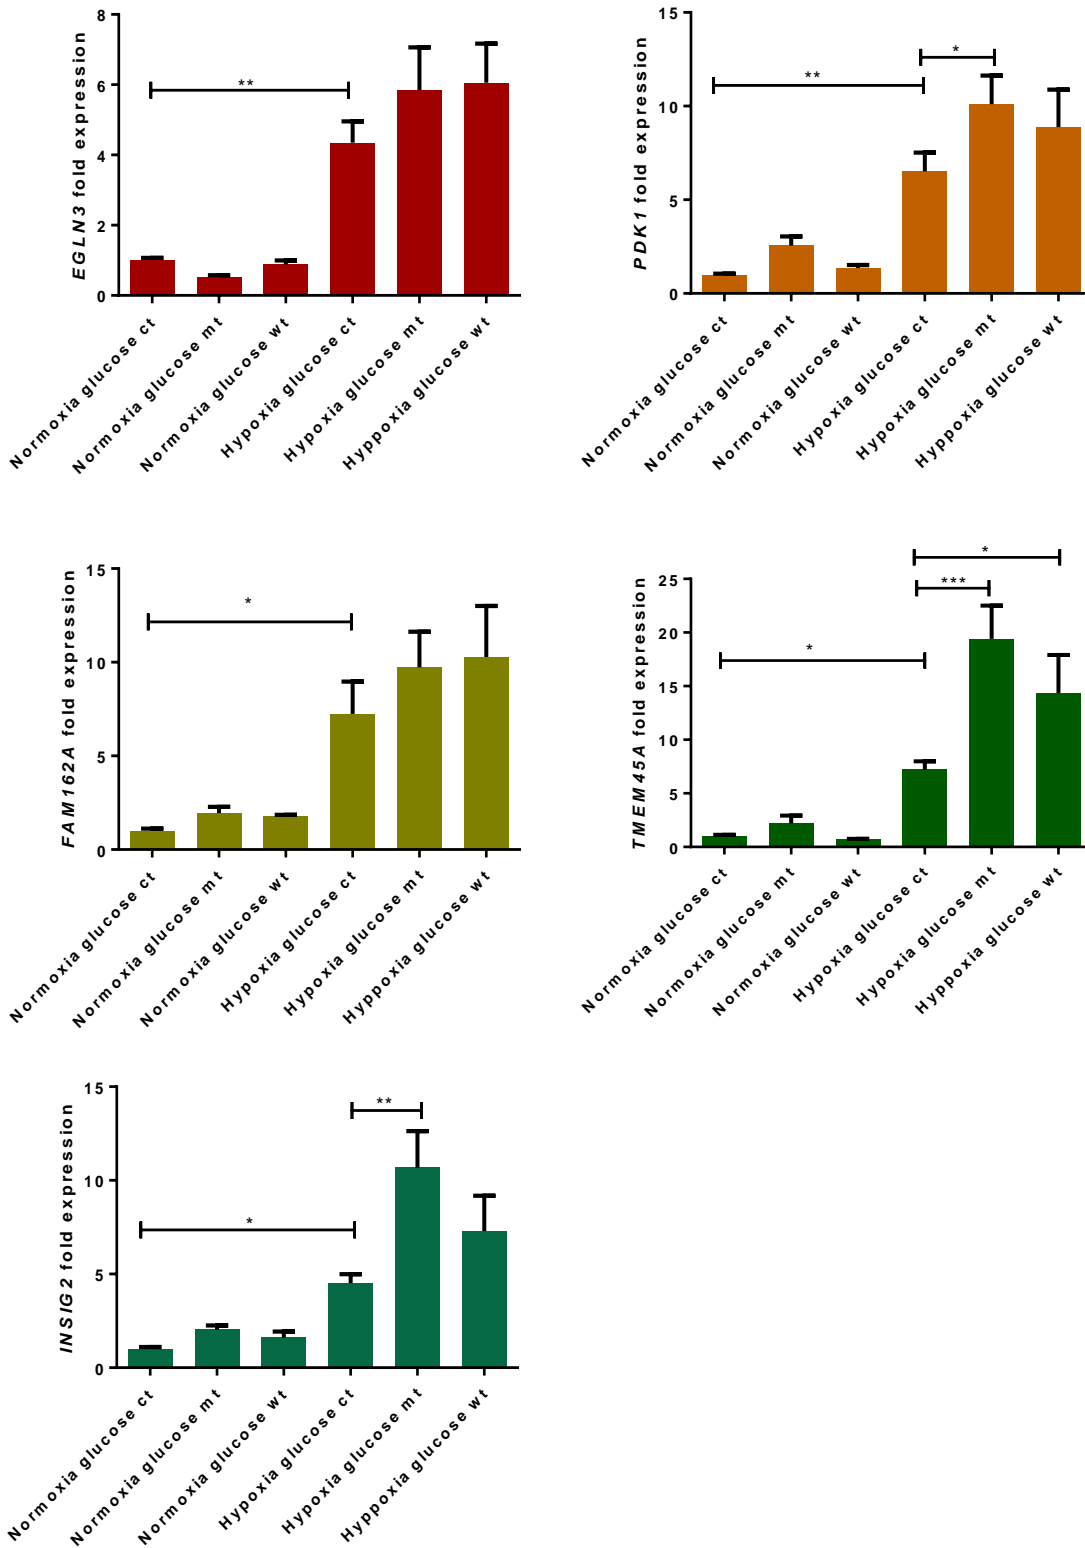 EGLN3 fold expression
8
6
4
2
0
**
Normoxia glucose ct
Normoxia glucose mt
Normoxia glucose wt
Hypoxia glucose ct
Hypoxia glucose mt
Hyppoxia glucose wt
PDK1 fold expression
15
10
5
0
**
*
Normoxia glucose ct
Normoxia glucose mt
Normoxia glucose wt
Hypoxia glucose ct
Hypoxia glucose mt
Hyppoxia glucose wt
FAM162A fold expression
15
10
5
0
*
Normoxia glucose ct
Normoxia glucose mt
Normoxia glucose wt
Hypoxia glucose ct
Hypoxia glucose mt
Hyppoxia glucose wt
TMEM45A fold expression
25
20
15
10
5
0
*
***
*
Normoxia glucose ct
Normoxia glucose mt
Normoxia glucose wt
Hypoxia glucose ct
Hypoxia glucose mt
Hyppoxia glucose wt
INSIG2 fold expression
15
10
5
0
*
**
Normoxia glucose ct
Normoxia glucose mt
Normoxia glucose wt
Hypoxia glucose ct
Hypoxia glucose mt
Hyppoxia glucose wt